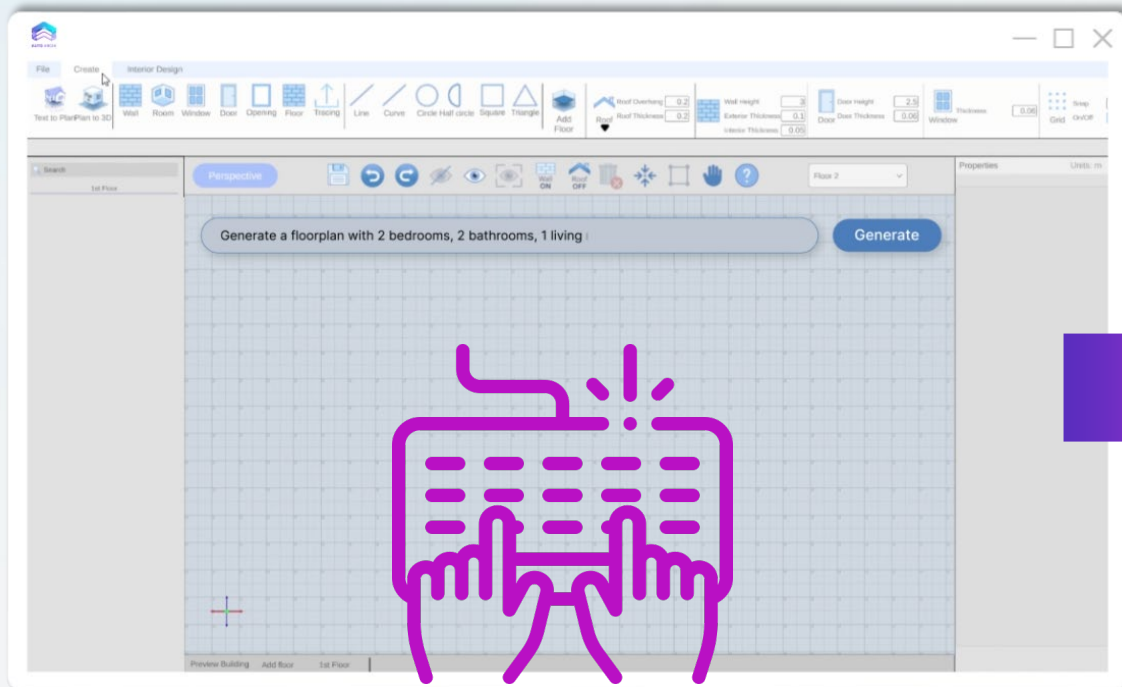 AUTO ARCH
File Create Interior Design
Text to Plan Plan to 3D Wall Room Window Door Opening Floor Tracing Line Curve Circle Half circle Square Triangle Add Floor Roof Door Window Grid
Roof Overhang 0.2
Roof Thickness 0.2
Wall Height 3
Exterior Thickness 0.1
Interior Thickness 0.05
Door Height 2.5
Door Thickness 0.06
Thickness 0.06
Snap
On/Off
Search
1st Floor
Perspective
Wall ON
Roof OFF
?
Floor 2
Properties Units: m
Generate a floorplan with 2 bedrooms, 2 bathrooms, 1 living
Generate
Preview Building Add floor 1st Floor